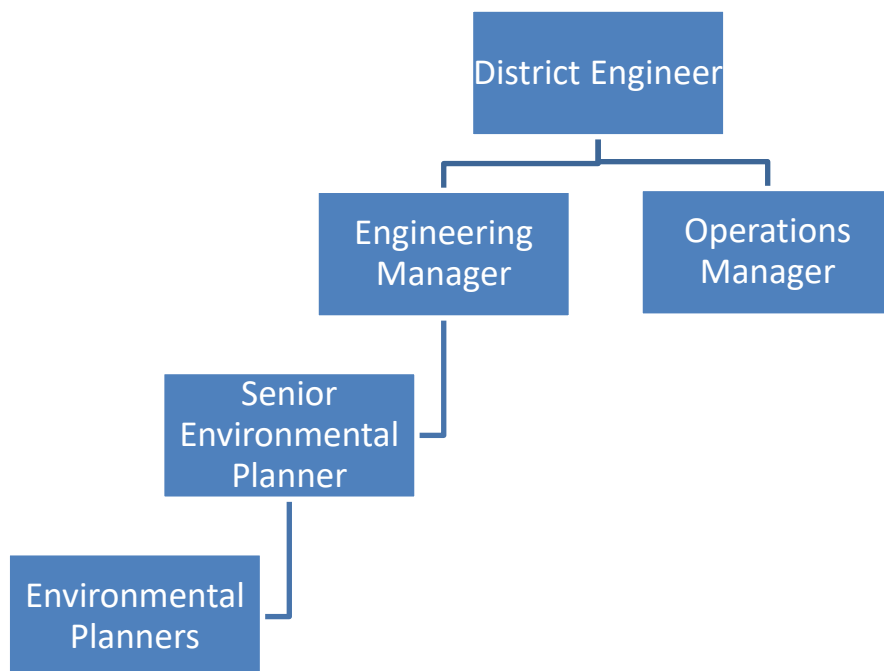 District Engineer
Engineering
Manager
Operations
Manager
Senior
Environmental
Planner
Environmental
Planners